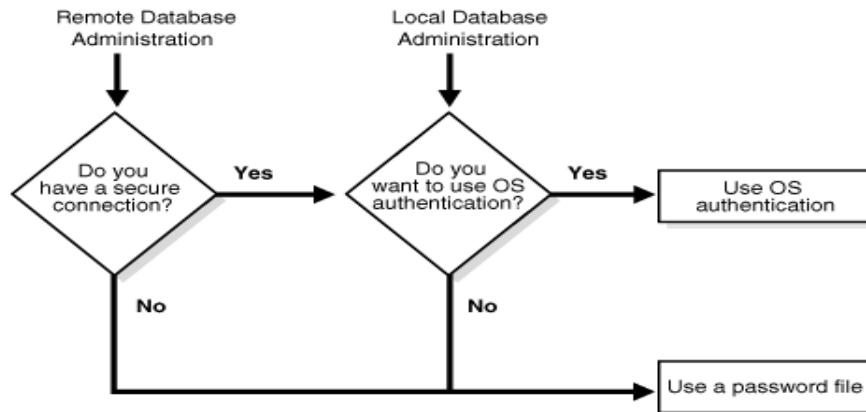 Remote Database
Administration
Local Database
Administration
Do you
have a secure
connection?
Yes
Do you
want to use OS
authentication?
Yes
Use OS
authentication
No
No
Use a password file